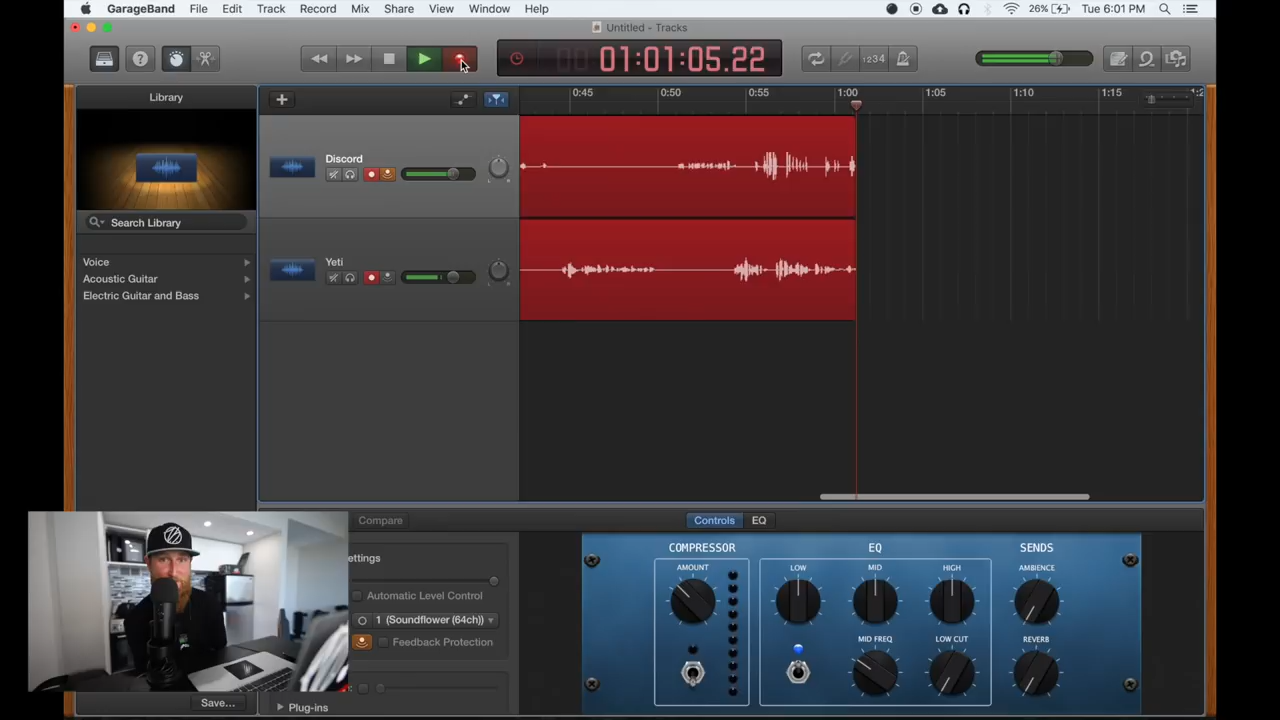 GarageBand File Edit Track Record Mix Share View Window Help 26% Tue 6:01 PM
Untitled - Tracks
01:01:05.22
1234
Library
0:45 0:50 0:55 1:00 1:05 1:10 1:15
Discord
Search Library
Yeti
Voice
Acoustic Guitar
Electric Guitar and Bass
Compare
Controls EQ
COMPRESSOR EQ SENDS
ettings
AMOUNT LOW MID HIGH AMBIENCE
Automatic Level Control
1 (Soundflower (64ch))
Feedback Protection
MID FREQ LOW CUT REVERB
Save...
Plug-ins